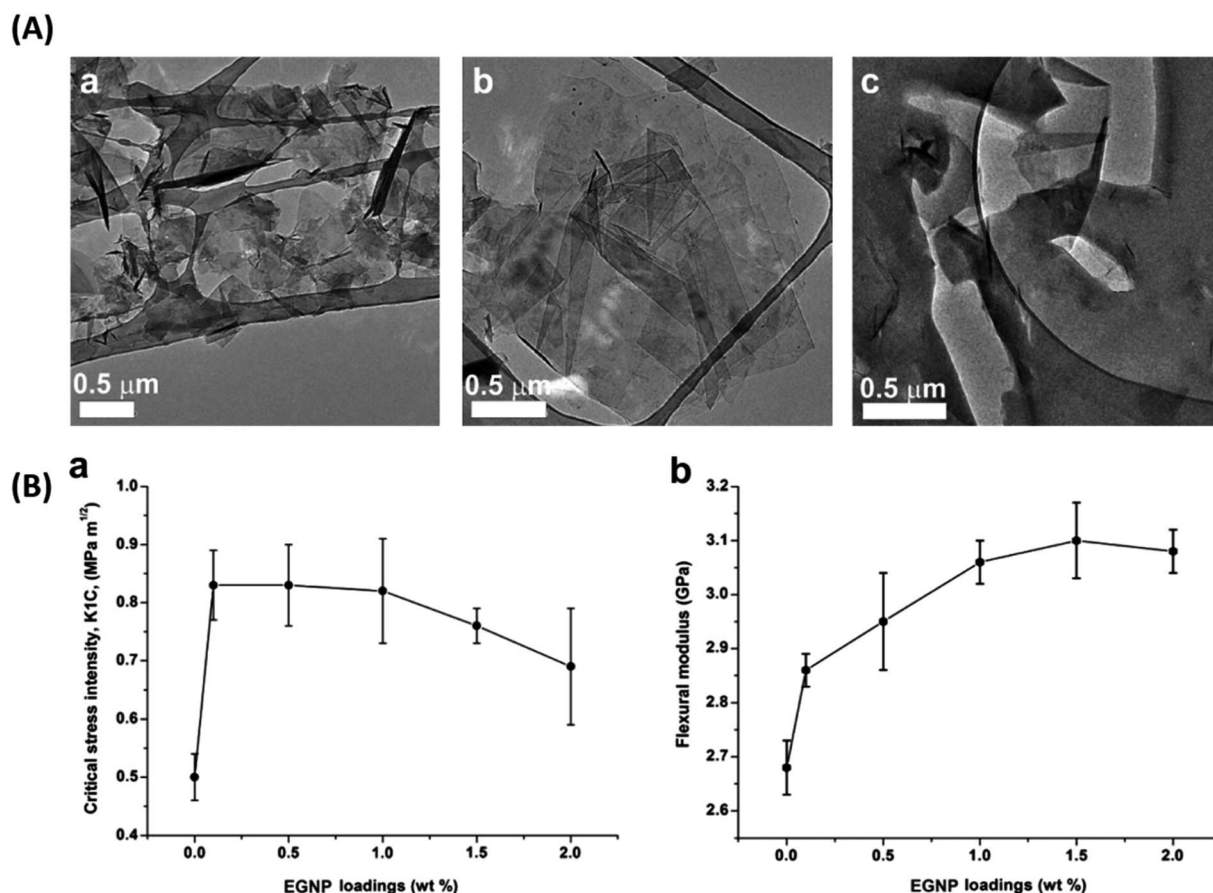 (A)
a
b
c
0.5 μm
0.5 μm
0.5 μm
(B)
a
Critical stress intensity, K1C, (MPa m1/2)
1.0
0.9
0.8
0.7
0.6
0.5
0.4
0.0 0.5 1.0 1.5 2.0
EGNP loadings (wt %)
b
Flexural modulus (GPa)
3.2
3.1
3.0
2.9
2.8
2.7
2.6
0.0 0.5 1.0 1.5 2.0
EGNP loadings (wt %)